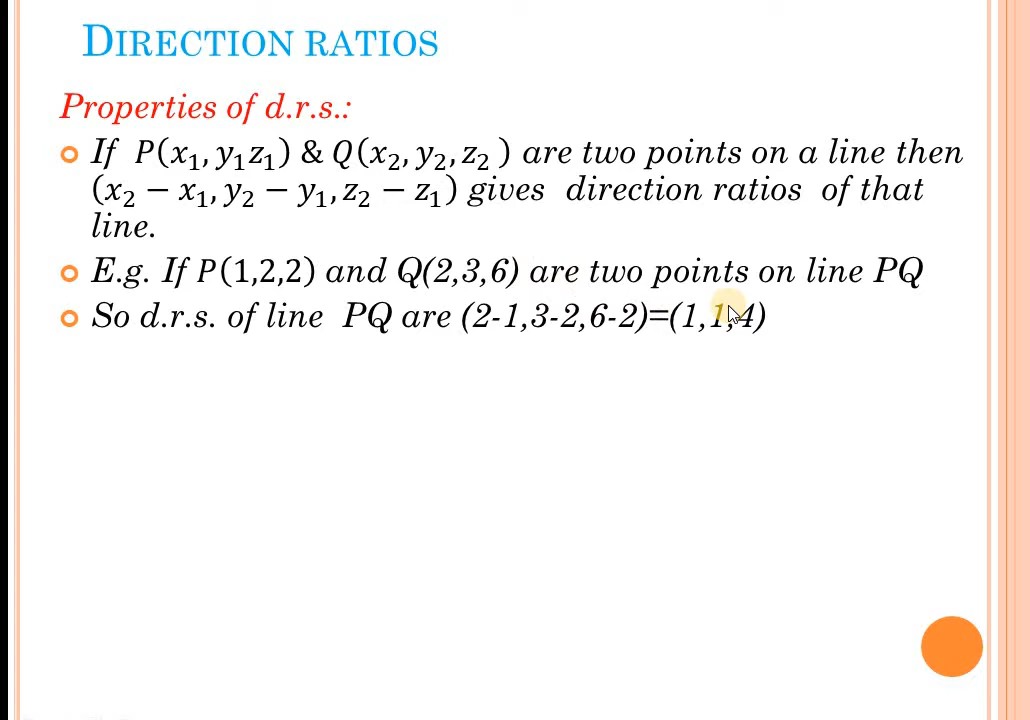 DIRECTION RATIOS
Properties of d.r.s.:
If P(x₁, y₁z₁) & Q(x₂, y₂, z₂ ) are two points on a line then
(x₂ − x₁, y₂ − y₁, z₂ − z₁) gives direction ratios of that
line.
E.g. If P(1,2,2) and Q(2,3,6) are two points on line PQ
So d.r.s. of line PQ are (2-1,3-2,6-2)=(1,1,4)